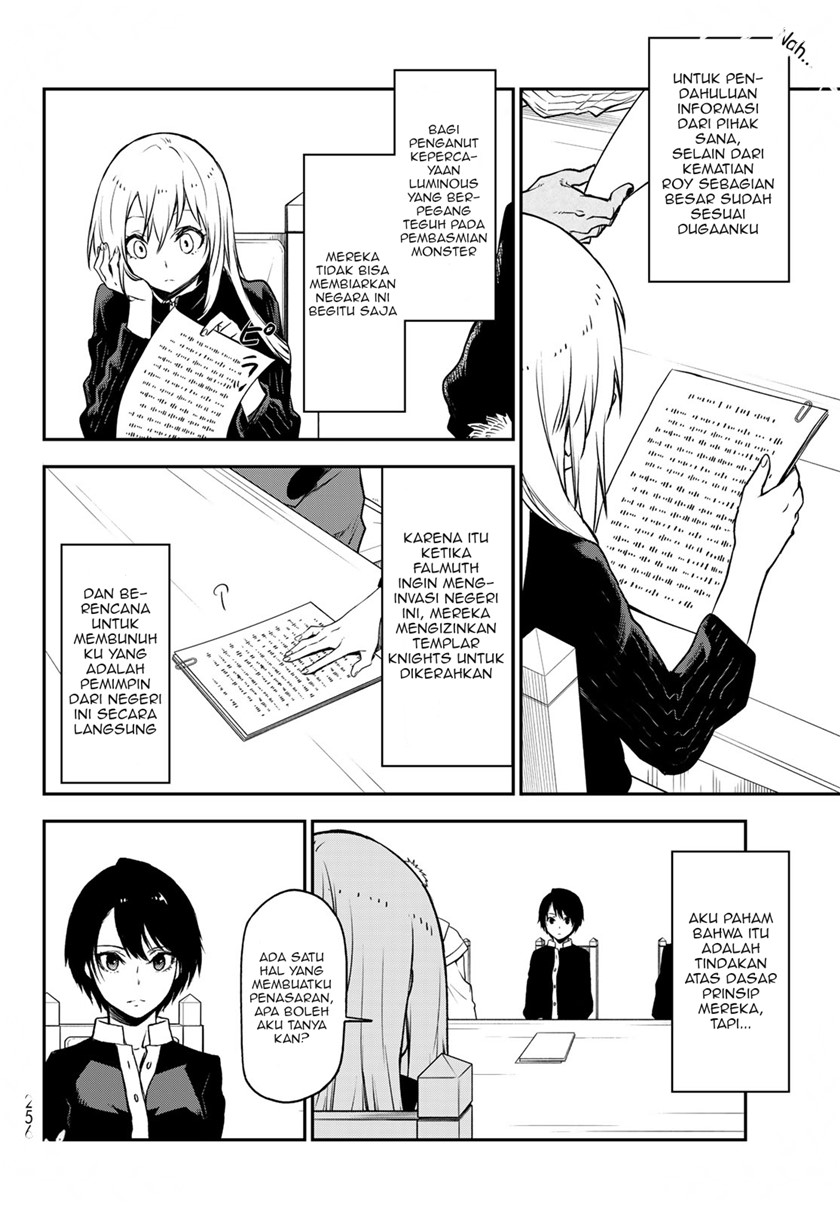 Nah..
UNTUK PEN-
DAHULUAN
INFORMASI
DARI PIHAK
SANA,
SELAIN DARI
KEMATIAN
ROY SEBAGIAN
BESAR SUDAH
SESUAI
DUGAANKU
BAGI
PENGANUT
KEPERCA-
YAAN
LUMINOUS
YANG BER-
PEGANG
TEGUH PADA
PEMBASMIAN
MONSTER
MEREKA
TIDAK BISA
MEMBIARKAN
NEGARA INI
BEGITU SAJA
ピラ
KARENA ITU
KETIKA
FALMUTH
INGIN MENG-
INVASI NEGERI
INI, MEREKA
MENGIZINKAN
TEMPLAR
KNIGHTS UNTUK
DIKERAHKAN
DAN BE-
RENCANA
UNTUK
MEMBUNUH
KU YANG
ADALAH
PEMIMPIN
DARI NEGERI
INI SECARA
LANGSUNG
AKU PAHAM
BAHWA ITU
ADALAH
TINDAKAN
ATAS DASAR
PRINSIP
MEREKA,
TAPI...
ADA SATU
HAL YANG
MEMBUATKU
PENASARAN,
APA BOLEH
AKU TANYA
KAN?